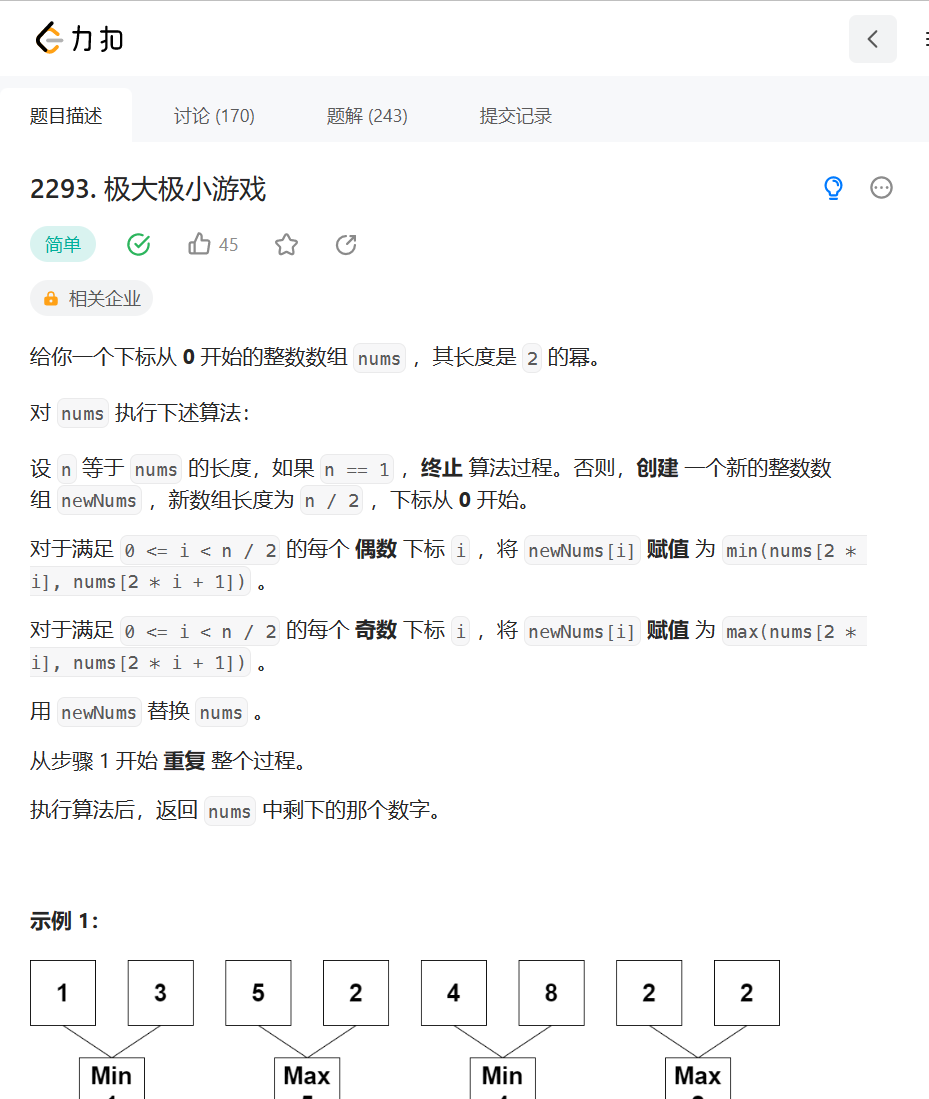 力扣
题目描述 讨论 (170) 题解 (243) 提交记录
2293. 极大极小游戏
简单 45
相关企业
给你一个下标从 0 开始的整数数组 nums ，其长度是 2 的幂。
对 nums 执行下述算法：
设 n 等于 nums 的长度，如果 n == 1 ，终止 算法过程。否则，创建 一个新的整数数
组 newNums ，新数组长度为 n / 2 ，下标从 0 开始。
对于满足 0 <= i < n / 2 的每个 偶数 下标 i ，将 newNums[i] 赋值 为 min(nums[2 *
i], nums[2 * i + 1]) 。
对于满足 0 <= i < n / 2 的每个 奇数 下标 i ，将 newNums[i] 赋值 为 max(nums[2 *
i], nums[2 * i + 1]) 。
用 newNums 替换 nums 。
从步骤 1 开始 重复 整个过程。
执行算法后，返回 nums 中剩下的那个数字。
示例 1：
1 3 5 2 4 8 2 2
Min Max Min Max